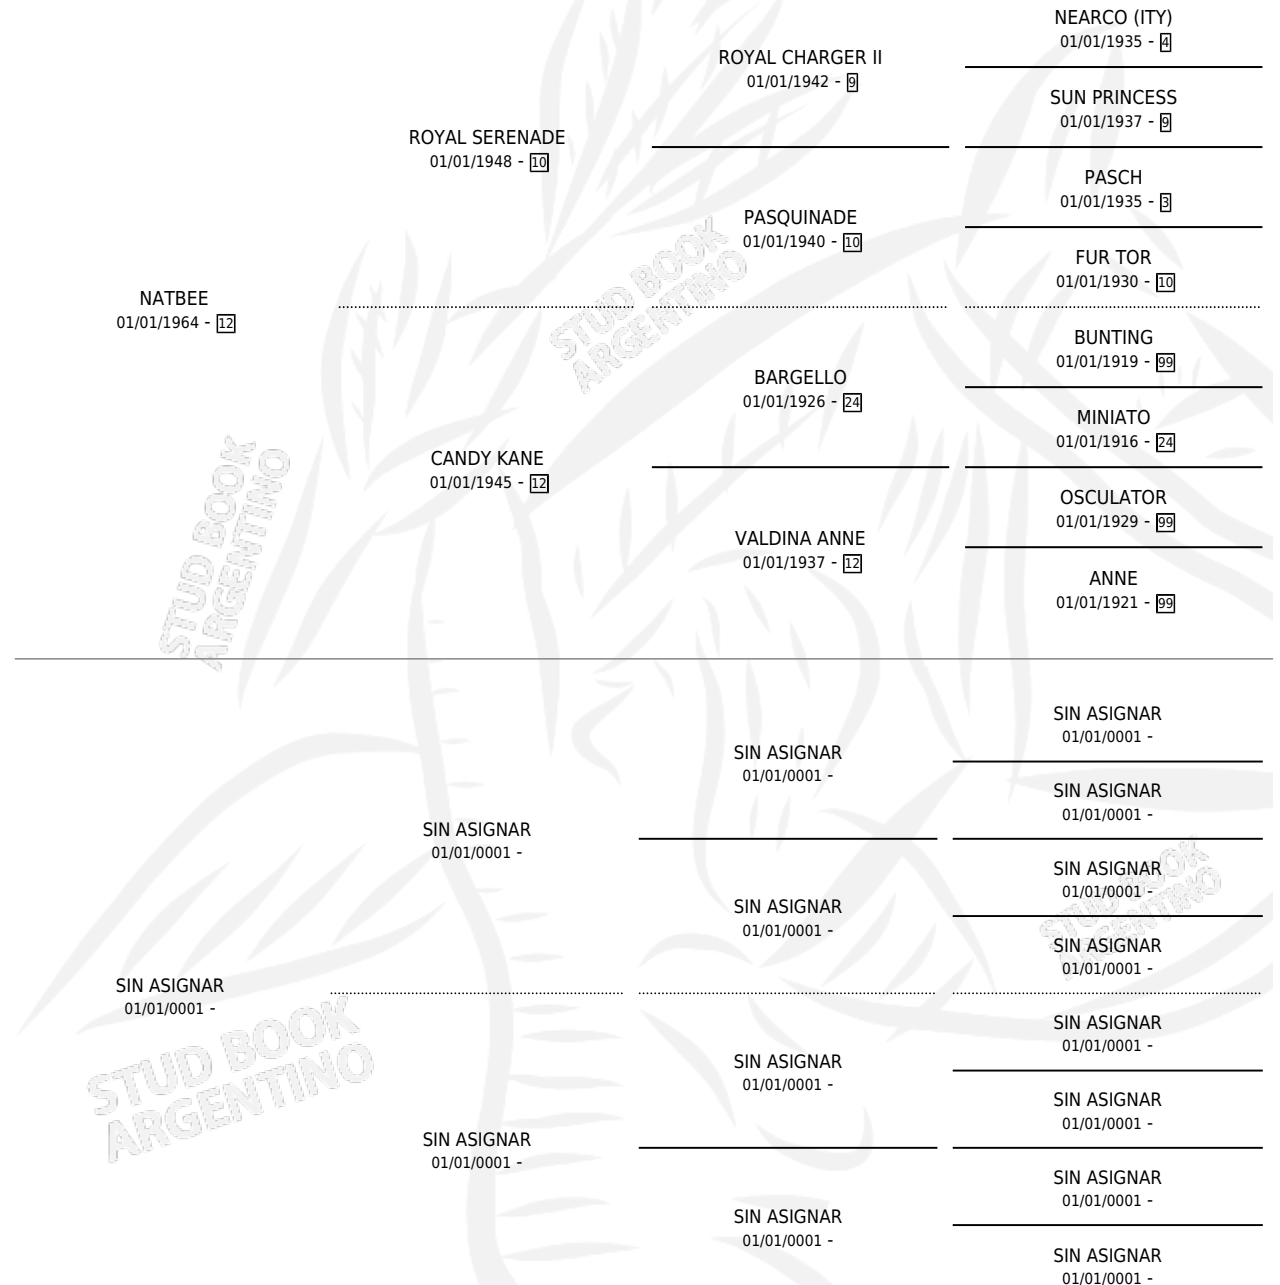 NEARCO (ITY)
01/01/1935 - 4
ROYAL CHARGER II
01/01/1942 - 9
SUN PRINCESS
01/01/1937 - 9
ROYAL SERENADE
01/01/1948 - 10
PASCH
01/01/1935 - 3
PASQUINADE
01/01/1940 - 10
FUR TOR
01/01/1930 - 10
NATBEE
01/01/1964 - 12
BUNTING
01/01/1919 - 99
BARGELLO
01/01/1926 - 24
MINIATO
01/01/1916 - 24
CANDY KANE
01/01/1945 - 12
OSCULATOR
01/01/1929 - 99
VALDINA ANNE
01/01/1937 - 12
ANNE
01/01/1921 - 99
STUD BOOK
ARGENTINO
STUD BOOK
ARGENTINO
SIN ASIGNAR
01/01/0001 -
SIN ASIGNAR
01/01/0001 -
SIN ASIGNAR
01/01/0001 -
SIN ASIGNAR
01/01/0001 -
SIN ASIGNAR
01/01/0001 -
SIN ASIGNAR
01/01/0001 -
SIN ASIGNAR
01/01/0001 -
SIN ASIGNAR
01/01/0001 -
SIN ASIGNAR
01/01/0001 -
SIN ASIGNAR
01/01/0001 -
SIN ASIGNAR
01/01/0001 -
SIN ASIGNAR
01/01/0001 -
SIN ASIGNAR
01/01/0001 -
SIN ASIGNAR
01/01/0001 -
SIN ASIGNAR
01/01/0001 -
STUD BOOK
ARGENTINO
STUD BOOK
ARGENTINO